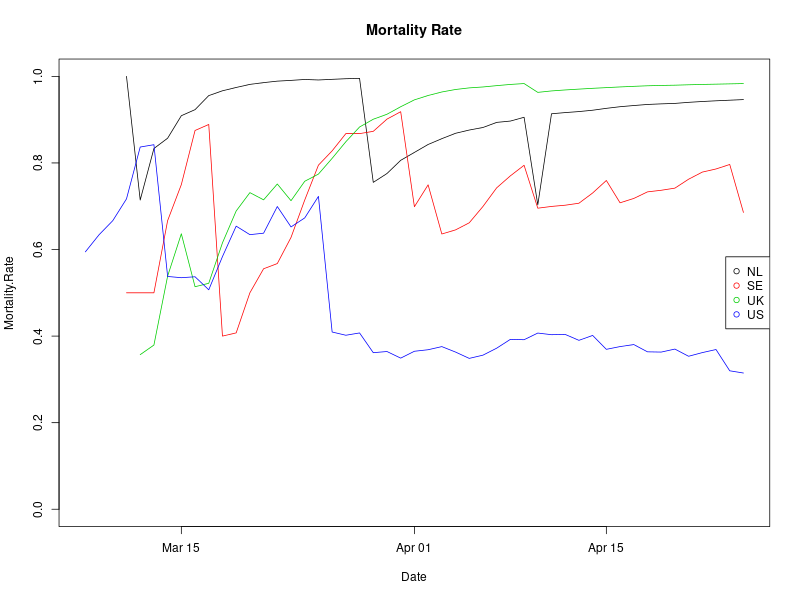 Mortality Rate
Mortality.Rate
1.0
0.8
0.6
0.4
0.2
0.0
NL
SE
UK
US
Mar 15
Apr 01
Apr 15
Date